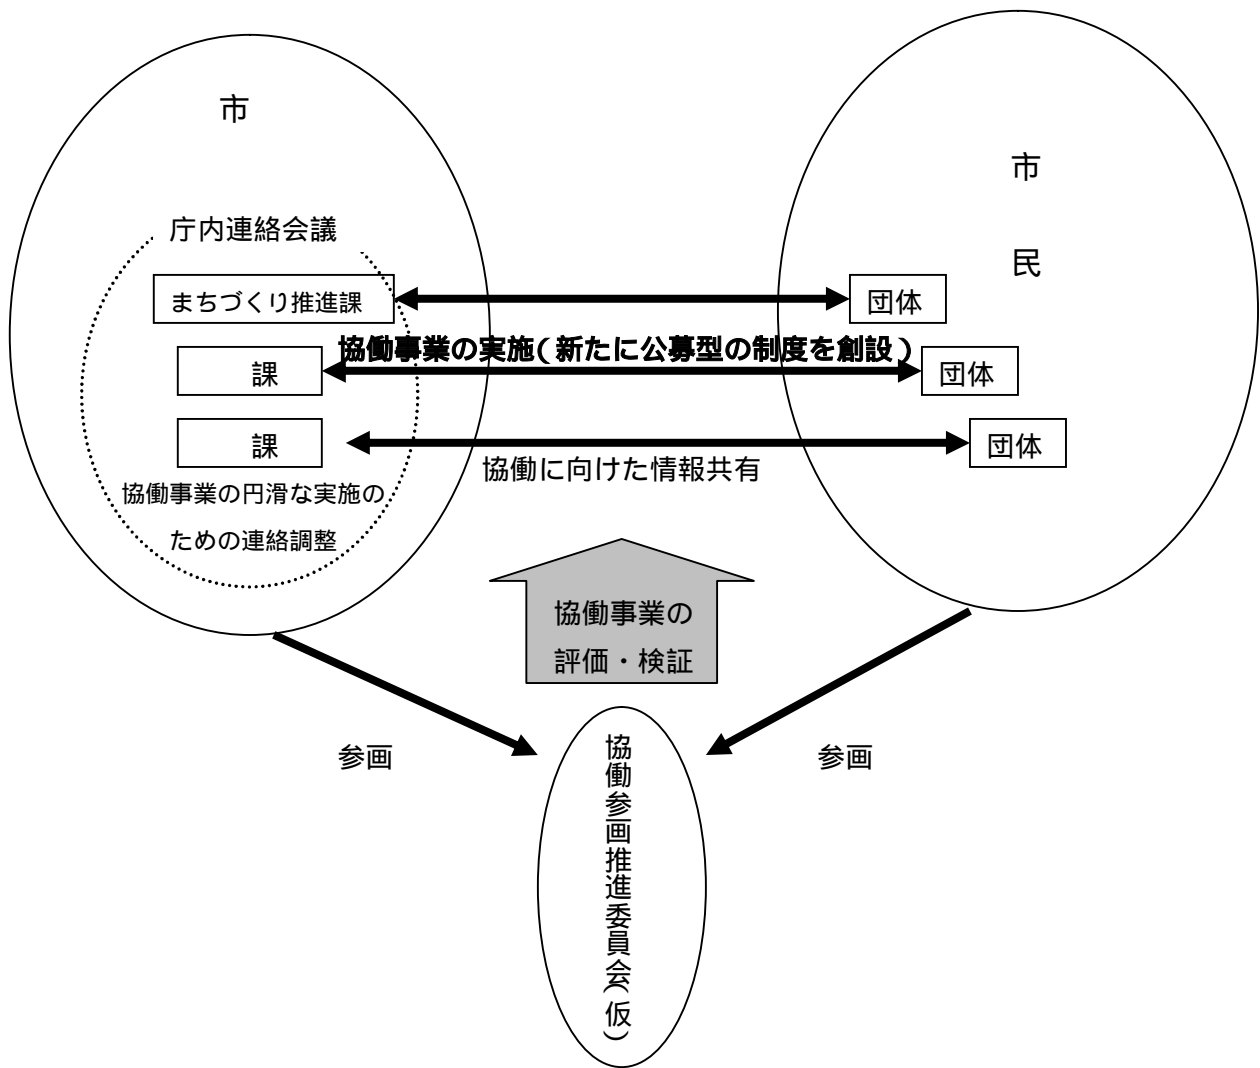 市
市
民
庁内連絡会議
まちづくり推進課
団体
協働事業の実施(新たに公募型の制度を創設)
課
団体
課
団体
協働に向けた情報共有
協働事業の円滑な実施の
ための連絡調整
協働事業の
評価・検証
参画
参画
協働参画推進委員会(仮)